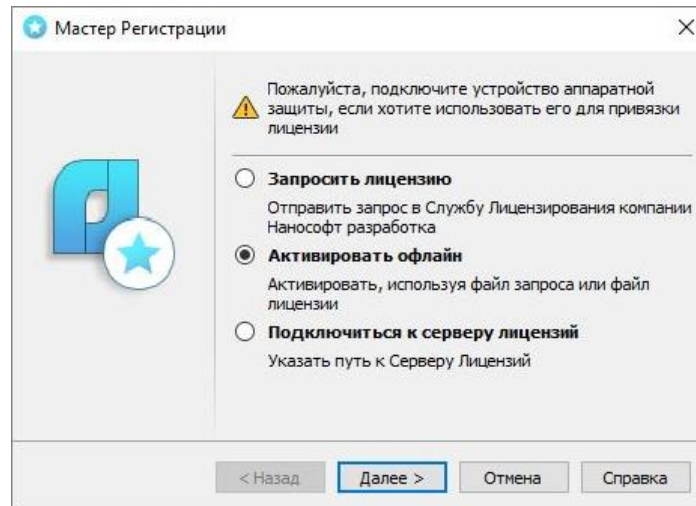 Мастер Регистрации
Пожалуйста, подключите устройство аппаратной
защиты, если хотите использовать его для привязки
лицензии
Запросить лицензию
Отправить запрос в Службу Лицензирования компании
Нанософт разработка
Активировать офлайн
Активировать, используя файл запроса или файл
лицензии
Подключиться к серверу лицензий
Указать путь к Серверу Лицензий
< Назад
Далее >
Отмена
Справка